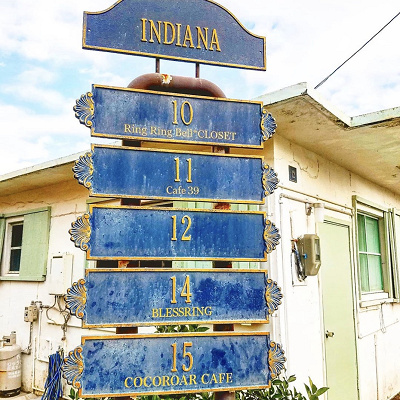 INDIANA
10
Ring Ring Bell CLOSET
11
Cafe 39
12
14
BLESSRING
15
COCOROAR CAFE